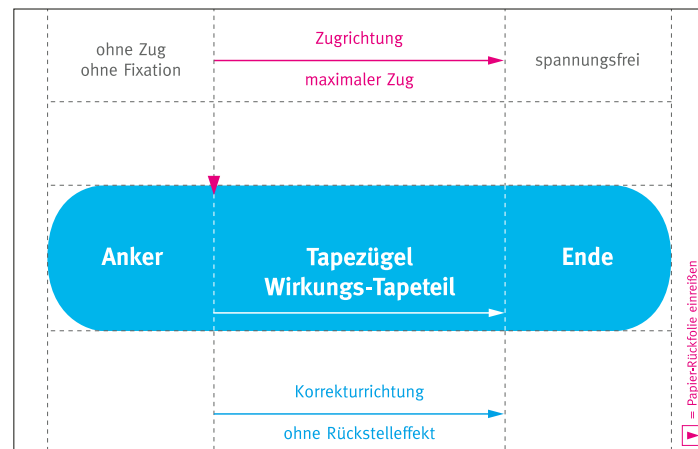 ohne Zug
ohne Fixation
Zugrichtung
maximaler Zug
spannungsfrei
Anker
Tapezügel
Wirkungs-Tapeteil
Ende
Korrekturrichtung
ohne Rückstelleffekt
= Papier-Rückfolie einreißen